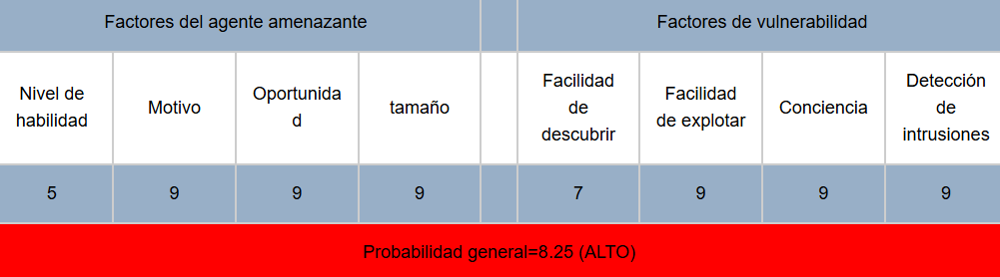 Factores del agente amenazante Factores de vulnerabilidad
Nivel de
habilidad
Motivo
Oportunida
d
tamaño
Facilidad
de
descubrir
Facilidad
de explotar
Conciencia
Detección
de
intrusiones
5 9 9 9 7 9 9 9
Probabilidad general=8.25 (ALTO)